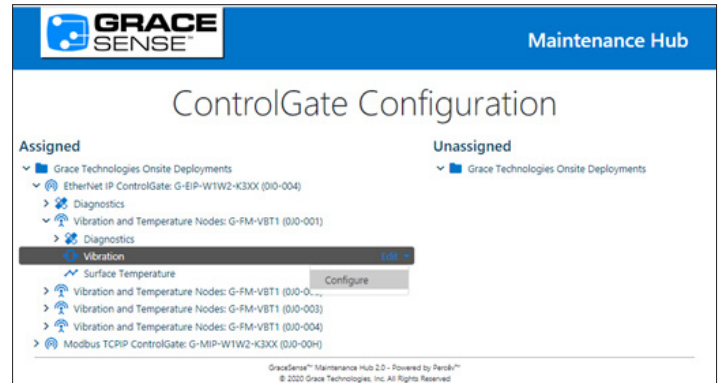 GRACE
SENSE™
Maintenance Hub
ControlGate Configuration
Assigned
Grace Technologies Onsite Deployments
EtherNet IP ControlGate: G-EIP-W1W2-K3XX (0I0-004)
Diagnostics
Vibration and Temperature Nodes: G-FM-VBT1 (0J0-001)
Diagnostics
Vibration Edit
Surface Temperature
Configure
Vibration and Temperature Nodes: G-FM-VBT1
Vibration and Temperature Nodes: G-FM-VBT1 (0J0-003)
Vibration and Temperature Nodes: G-FM-VBT1 (0J0-004)
Modbus TCPIP ControlGate: G-MIP-W1W2-K3XX (0J0-00H)
Unassigned
Grace Technologies Onsite Deployments
GraceSense™ Maintenance Hub 2.0 - Powered by Percēv™
© 2020 Grace Technologies, Inc. All Rights Reserved